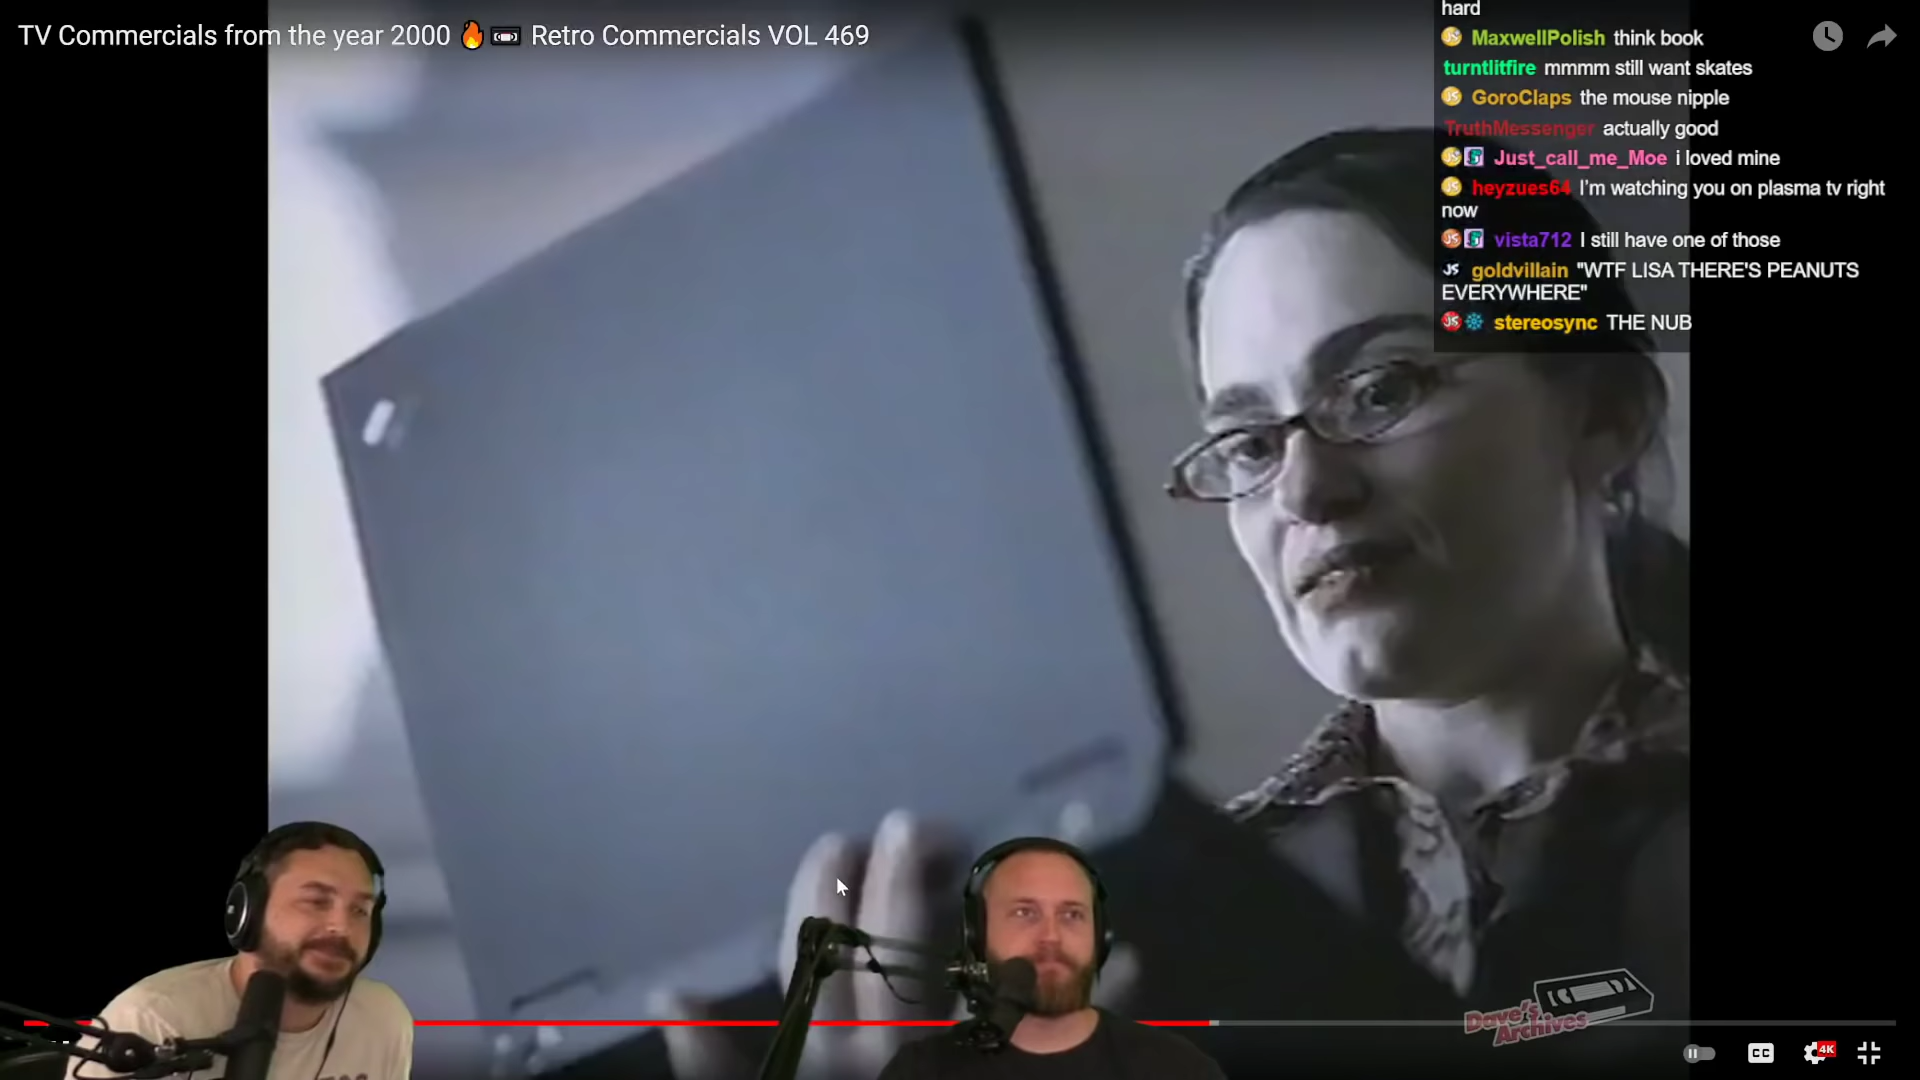 TV Commercials from the year 2000 🔥📼 Retro Commercials VOL 469
hard
MaxwellPolish think book
turntlitfire mmmm still want skates
GoroClaps the mouse nipple
TruthMessenger actually good
Just_call_me_Moe i loved mine
heyzues64 I'm watching you on plasma tv right
now
vista712 I still have one of those
goldvillain "WTF LISA THERE'S PEANUTS
EVERYWHERE"
stereosync THE NUB
Dave's
Archives
CC
4K